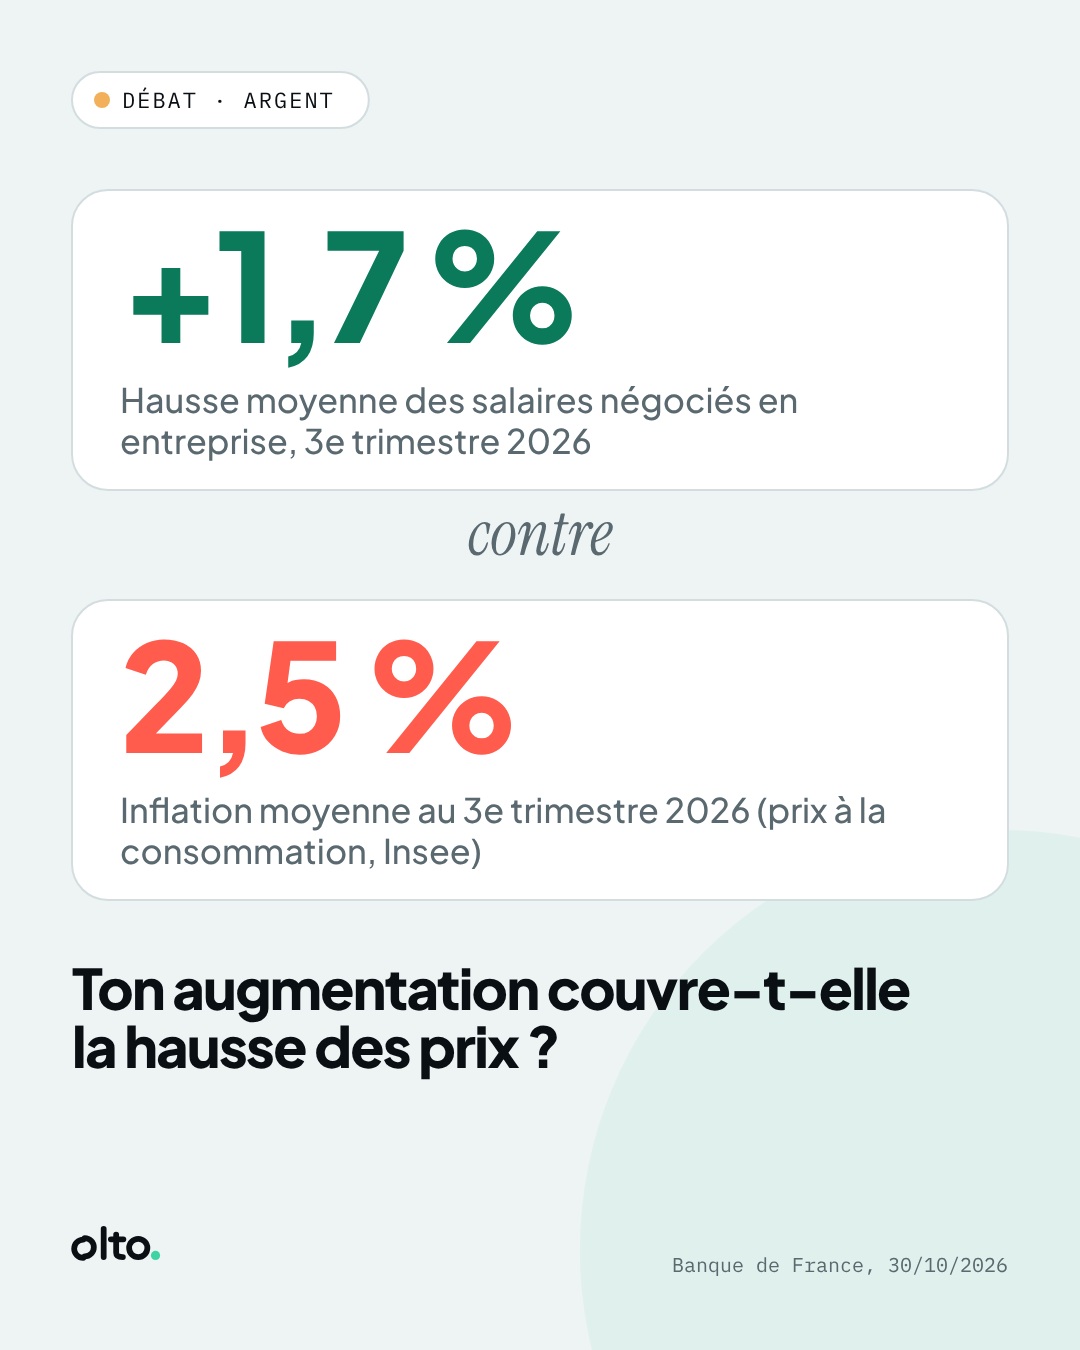 DÉBAT · ARGENT
+1,7 %
Hausse moyenne des salaires négociés en
entreprise, 3e trimestre 2026
contre
2,5 %
Inflation moyenne au 3e trimestre 2026 (prix à la
consommation, Insee)
Ton augmentation couvre-t-elle
la hausse des prix ?
olto.
Banque de France, 30/10/2026